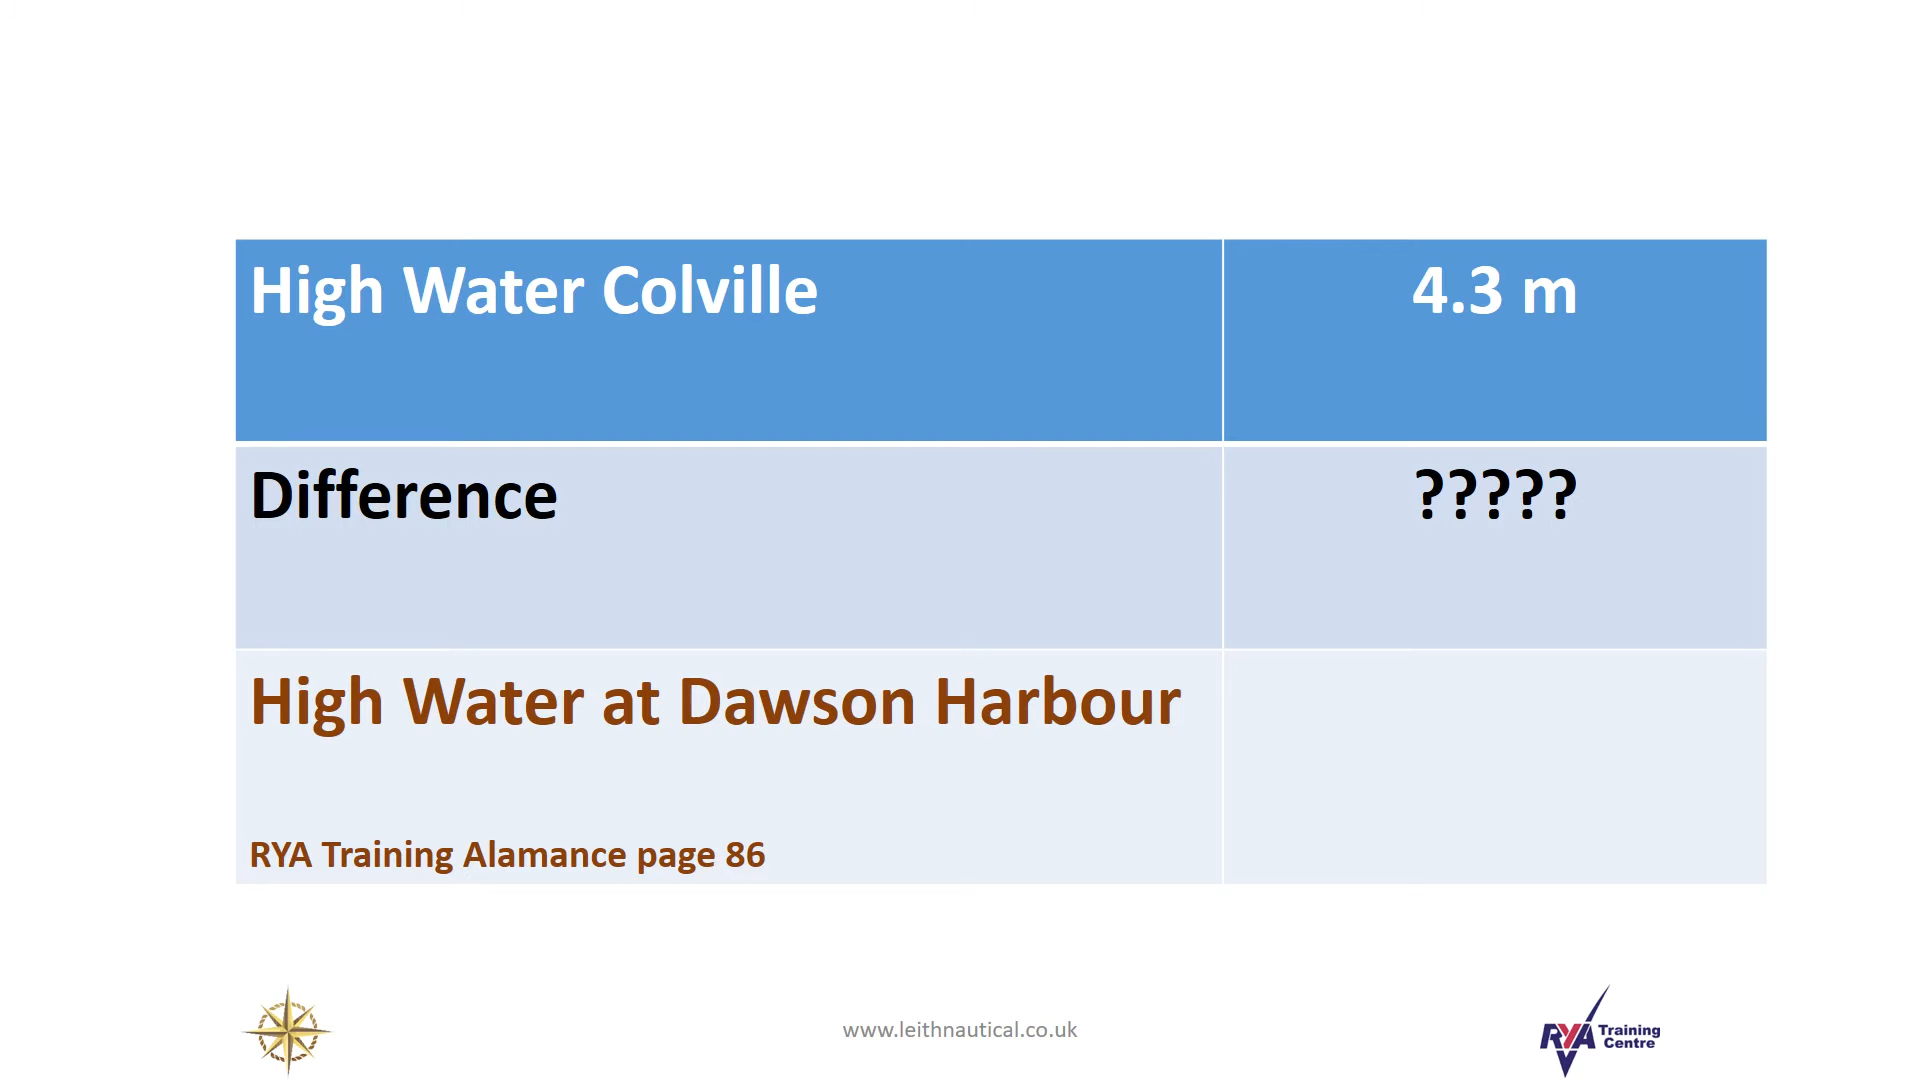 High Water Colville 4.3 m
Difference ?????
High Water at Dawson Harbour
RYA Training Alamance page 86
www.leithnautical.co.uk
RYA Training
Centre